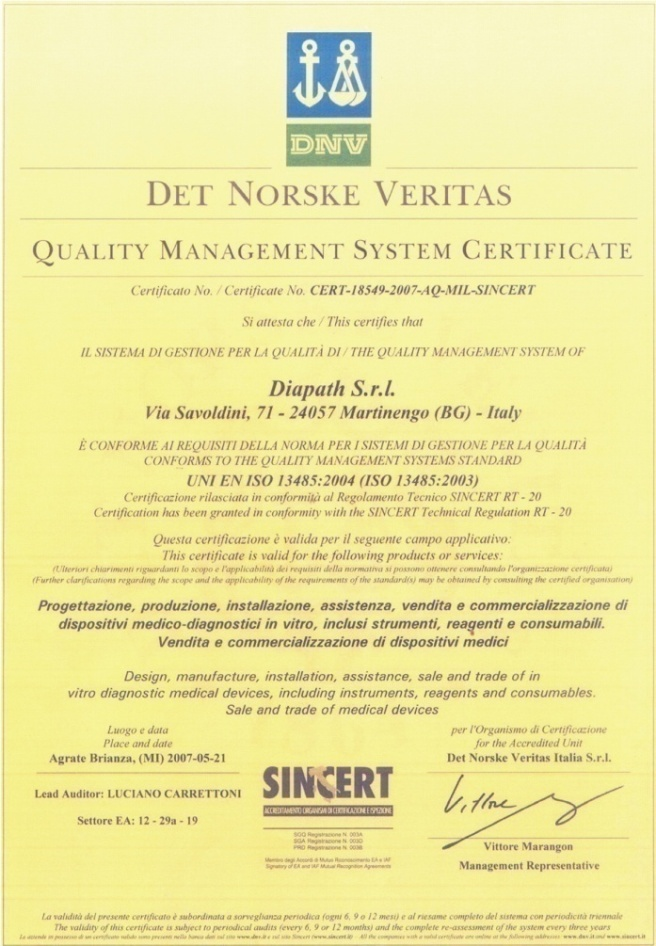 DNV
DET NORSKE VERITAS
QUALITY MANAGEMENT SYSTEM CERTIFICATE
Certificato No. / Certificate No. CERT-18549-2007-AQ-MIL-SINCERT
Si attesta che / This certifies that
IL SISTEMA DI GESTIONE PER LA QUALITÀ DI / THE QUALITY MANAGEMENT SYSTEM OF
Diapath S.r.l.
Via Savoldini, 71 - 24057 Martinengo (BG) - Italy
È CONFORME AI REQUISITI DELLA NORMA PER I SISTEMI DI GESTIONE PER LA QUALITÀ
CONFORMS TO THE QUALITY MANAGEMENT SYSTEMS STANDARD
UNI EN ISO 13485:2004 (ISO 13485:2003)
Certificazione rilasciata in conformità al Regolamento Tecnico SINCERT RT - 20
Certification has been granted in conformity with the SINCERT Technical Regulation RT - 20
Questa certificazione è valida per il seguente campo applicativo:
This certificate is valid for the following products or services:
(Ulteriori chiarimenti riguardanti lo scopo e l'applicabilità dei requisiti della normativa si possono ottenere consultando l'organizzazione certificata)
(Further clarifications regarding the scope and the applicability of the requirements of the standard(s) may be obtained by consulting the certified organisation)
Progettazione, produzione, installazione, assistenza, vendita e commercializzazione di
dispositivi medico-diagnostici in vitro, inclusi strumenti, reagenti e consumabili.
Vendita e commercializzazione di dispositivi medici
Design, manufacture, installation, assistance, sale and trade of in
vitro diagnostic medical devices, including instruments, reagents and consumables.
Sale and trade of medical devices
Luogo e data
Place and date
Agrate Brianza, (MI) 2007-05-21
Lead Auditor: LUCIANO CARRETTONI
Settore EA: 12 - 29a - 19
SINCERT
ACCREDITAMENTO ORGANISMI DI CERTIFICAZIONE E ISPEZIONE
SGQ Registrazione N. 003A
SGA Registrazione N. 003D
PRD Registrazione N. 003B
Membro degli Accordi di Mutuo Riconoscimento EA e IAF
Signatory of EA and IAF Mutual Recognition Agreements
per l'Organismo di Certificazione
for the Accredited Unit
Det Norske Veritas Italia S.r.l.
Vittore Marangon
Management Representative
La validità del presente certificato è subordinata a sorveglianza periodica (ogni 6, 9 o 12 mesi) e al riesame completo del sistema con periodicità triennale
The validity of this certificate is subject to periodical audits (every 6, 9 or 12 months) and the complete re-assessment of the system every three years
Le aziende in possesso di un certificato valido sono presenti nella banca dati sul sito www.dnv.it e sul sito Sincert (www.sincert.it) - All the companies with a valid certificate are online at the following addresses: www.dnv.it and www.sincert.it